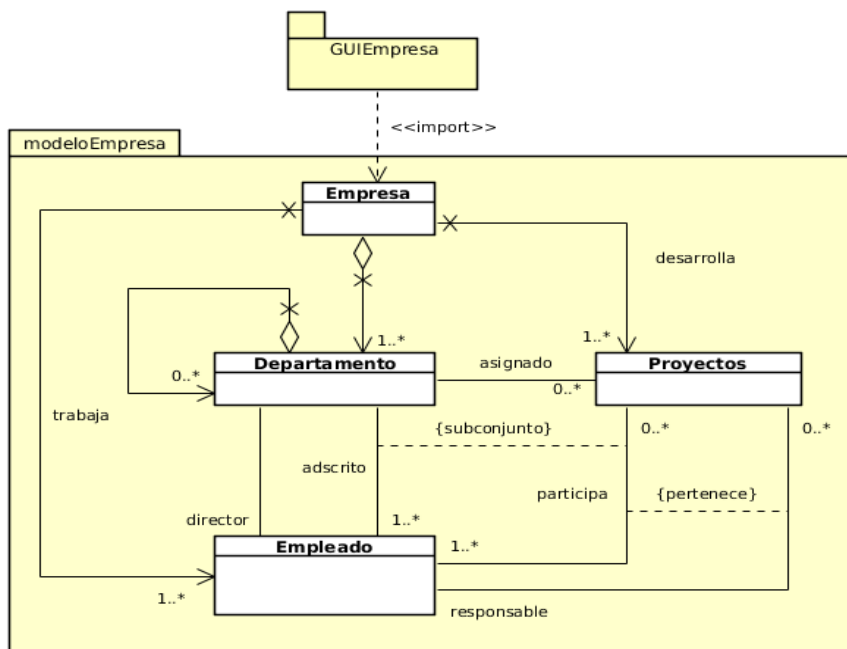 GUIEmpresa
<<import>>
modeloEmpresa
Empresa
desarrolla
1..*
1..*
Departamento
asignado
Proyectos
0..*
0..*
trabaja
{subconjunto}
0..*
0..*
adscrito
participa
{pertenece}
director
1..*
Empleado
1..*
1..*
responsable